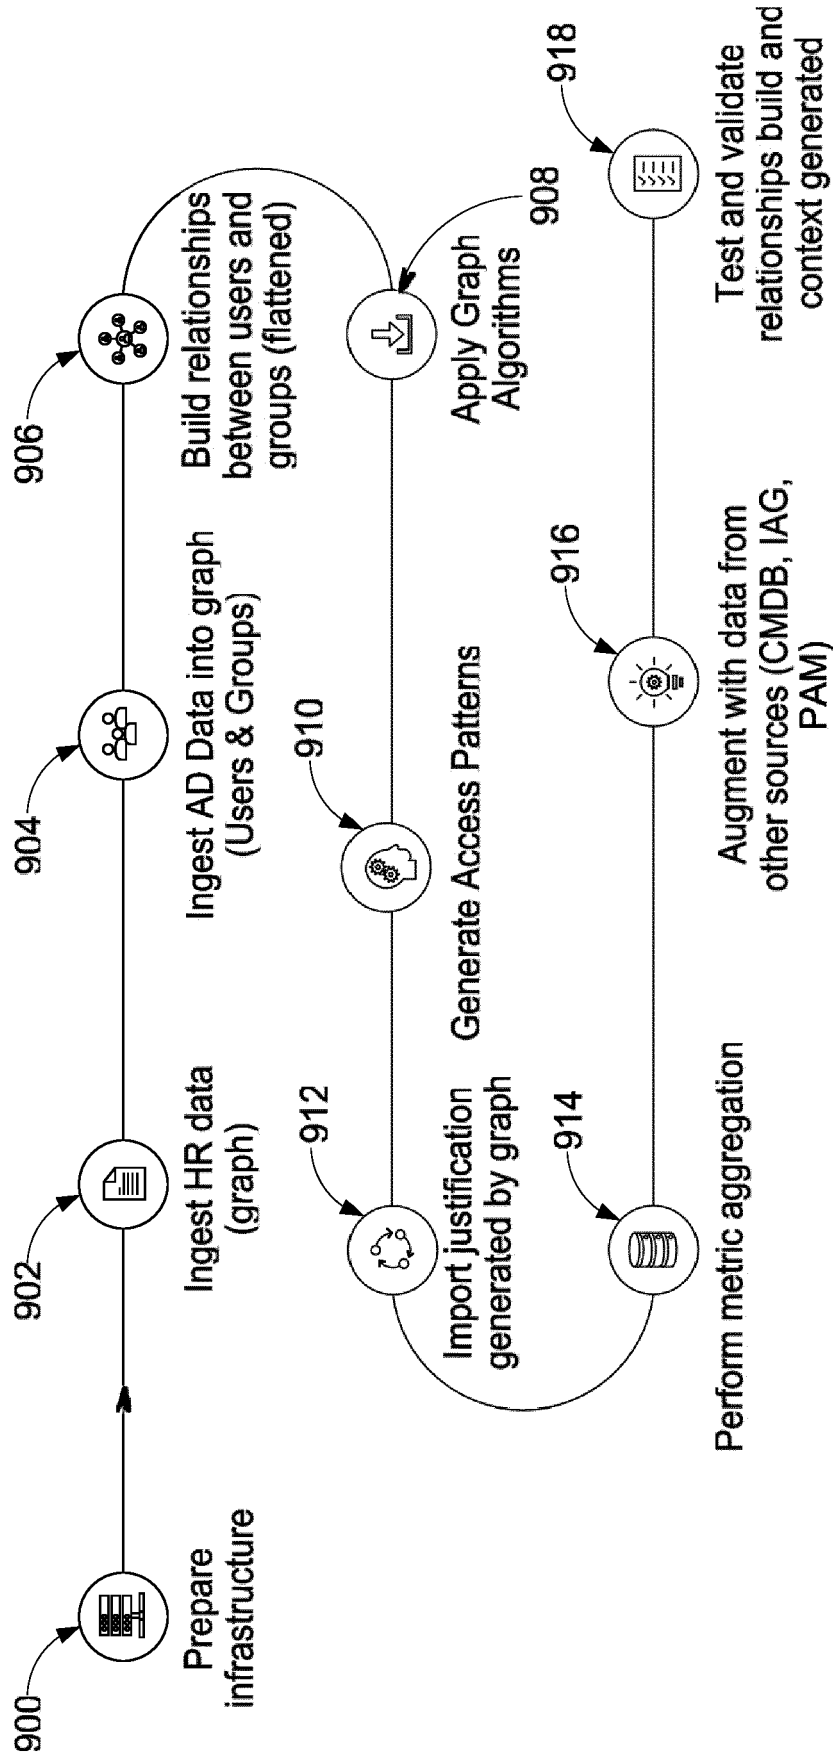 900
Prepare
infrastructure
902
Ingest HR data
(graph)
904
Ingest AD Data into graph
(Users & Groups)
906
Build relationships
between users and
groups (flattened)
908
Apply Graph
Algorithms
910
Generate Access Patterns
912
Import justification
generated by graph
914
Perform metric aggregation
916
Augment with data from
other sources (CMDB, IAG,
PAM)
918
Test and validate
relationships build and
context generated